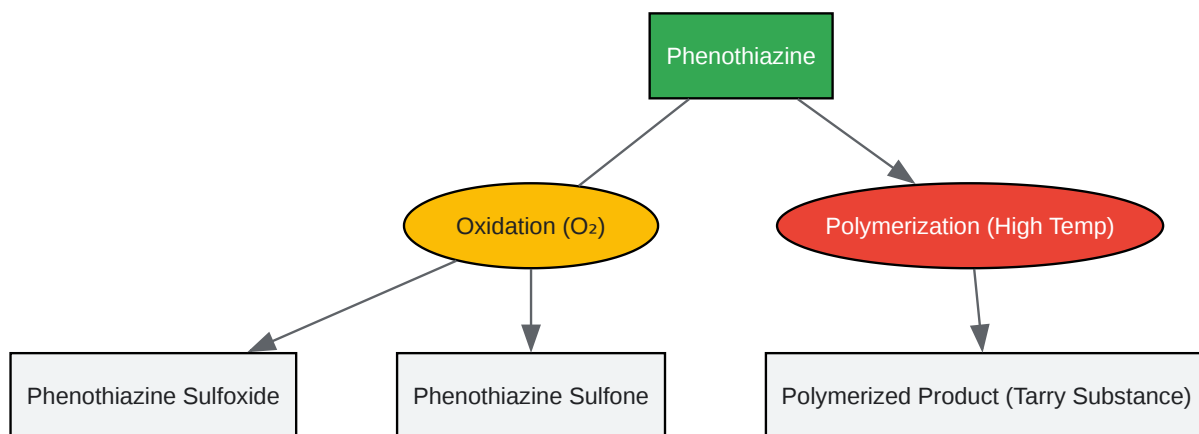 Phenothiazine
Oxidation (O₂)
Polymerization (High Temp)
Phenothiazine Sulfoxide
Phenothiazine Sulfone
Polymerized Product (Tarry Substance)